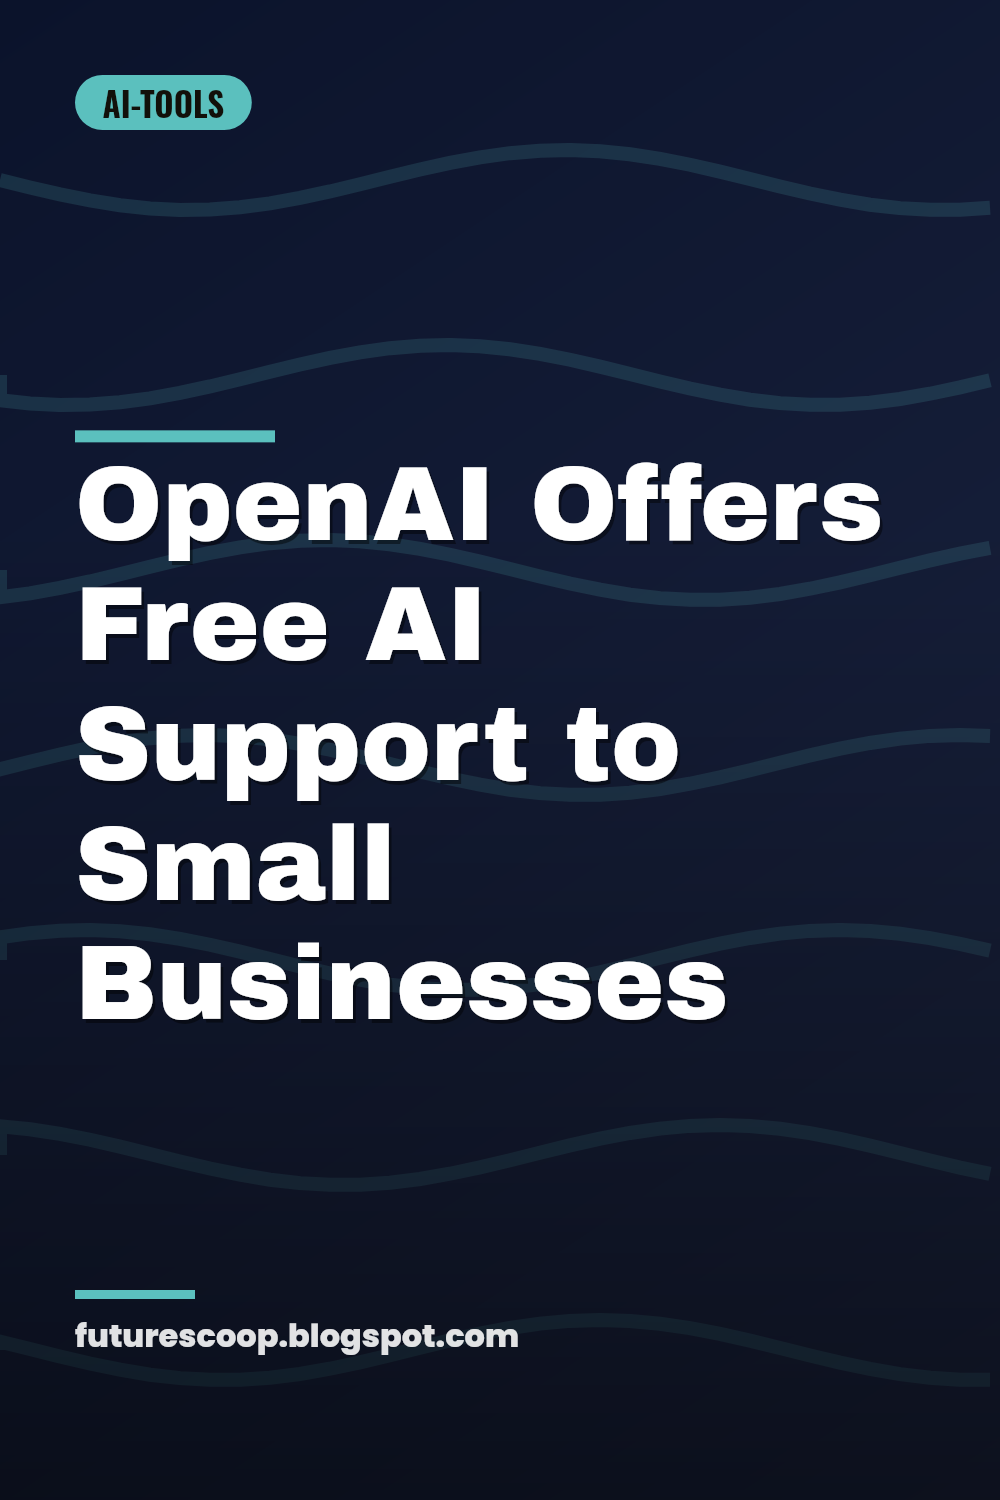 AI-TOOLS
OpenAI Offers
Free AI
Support to
Small
Businesses
futurescoop.blogspot.com